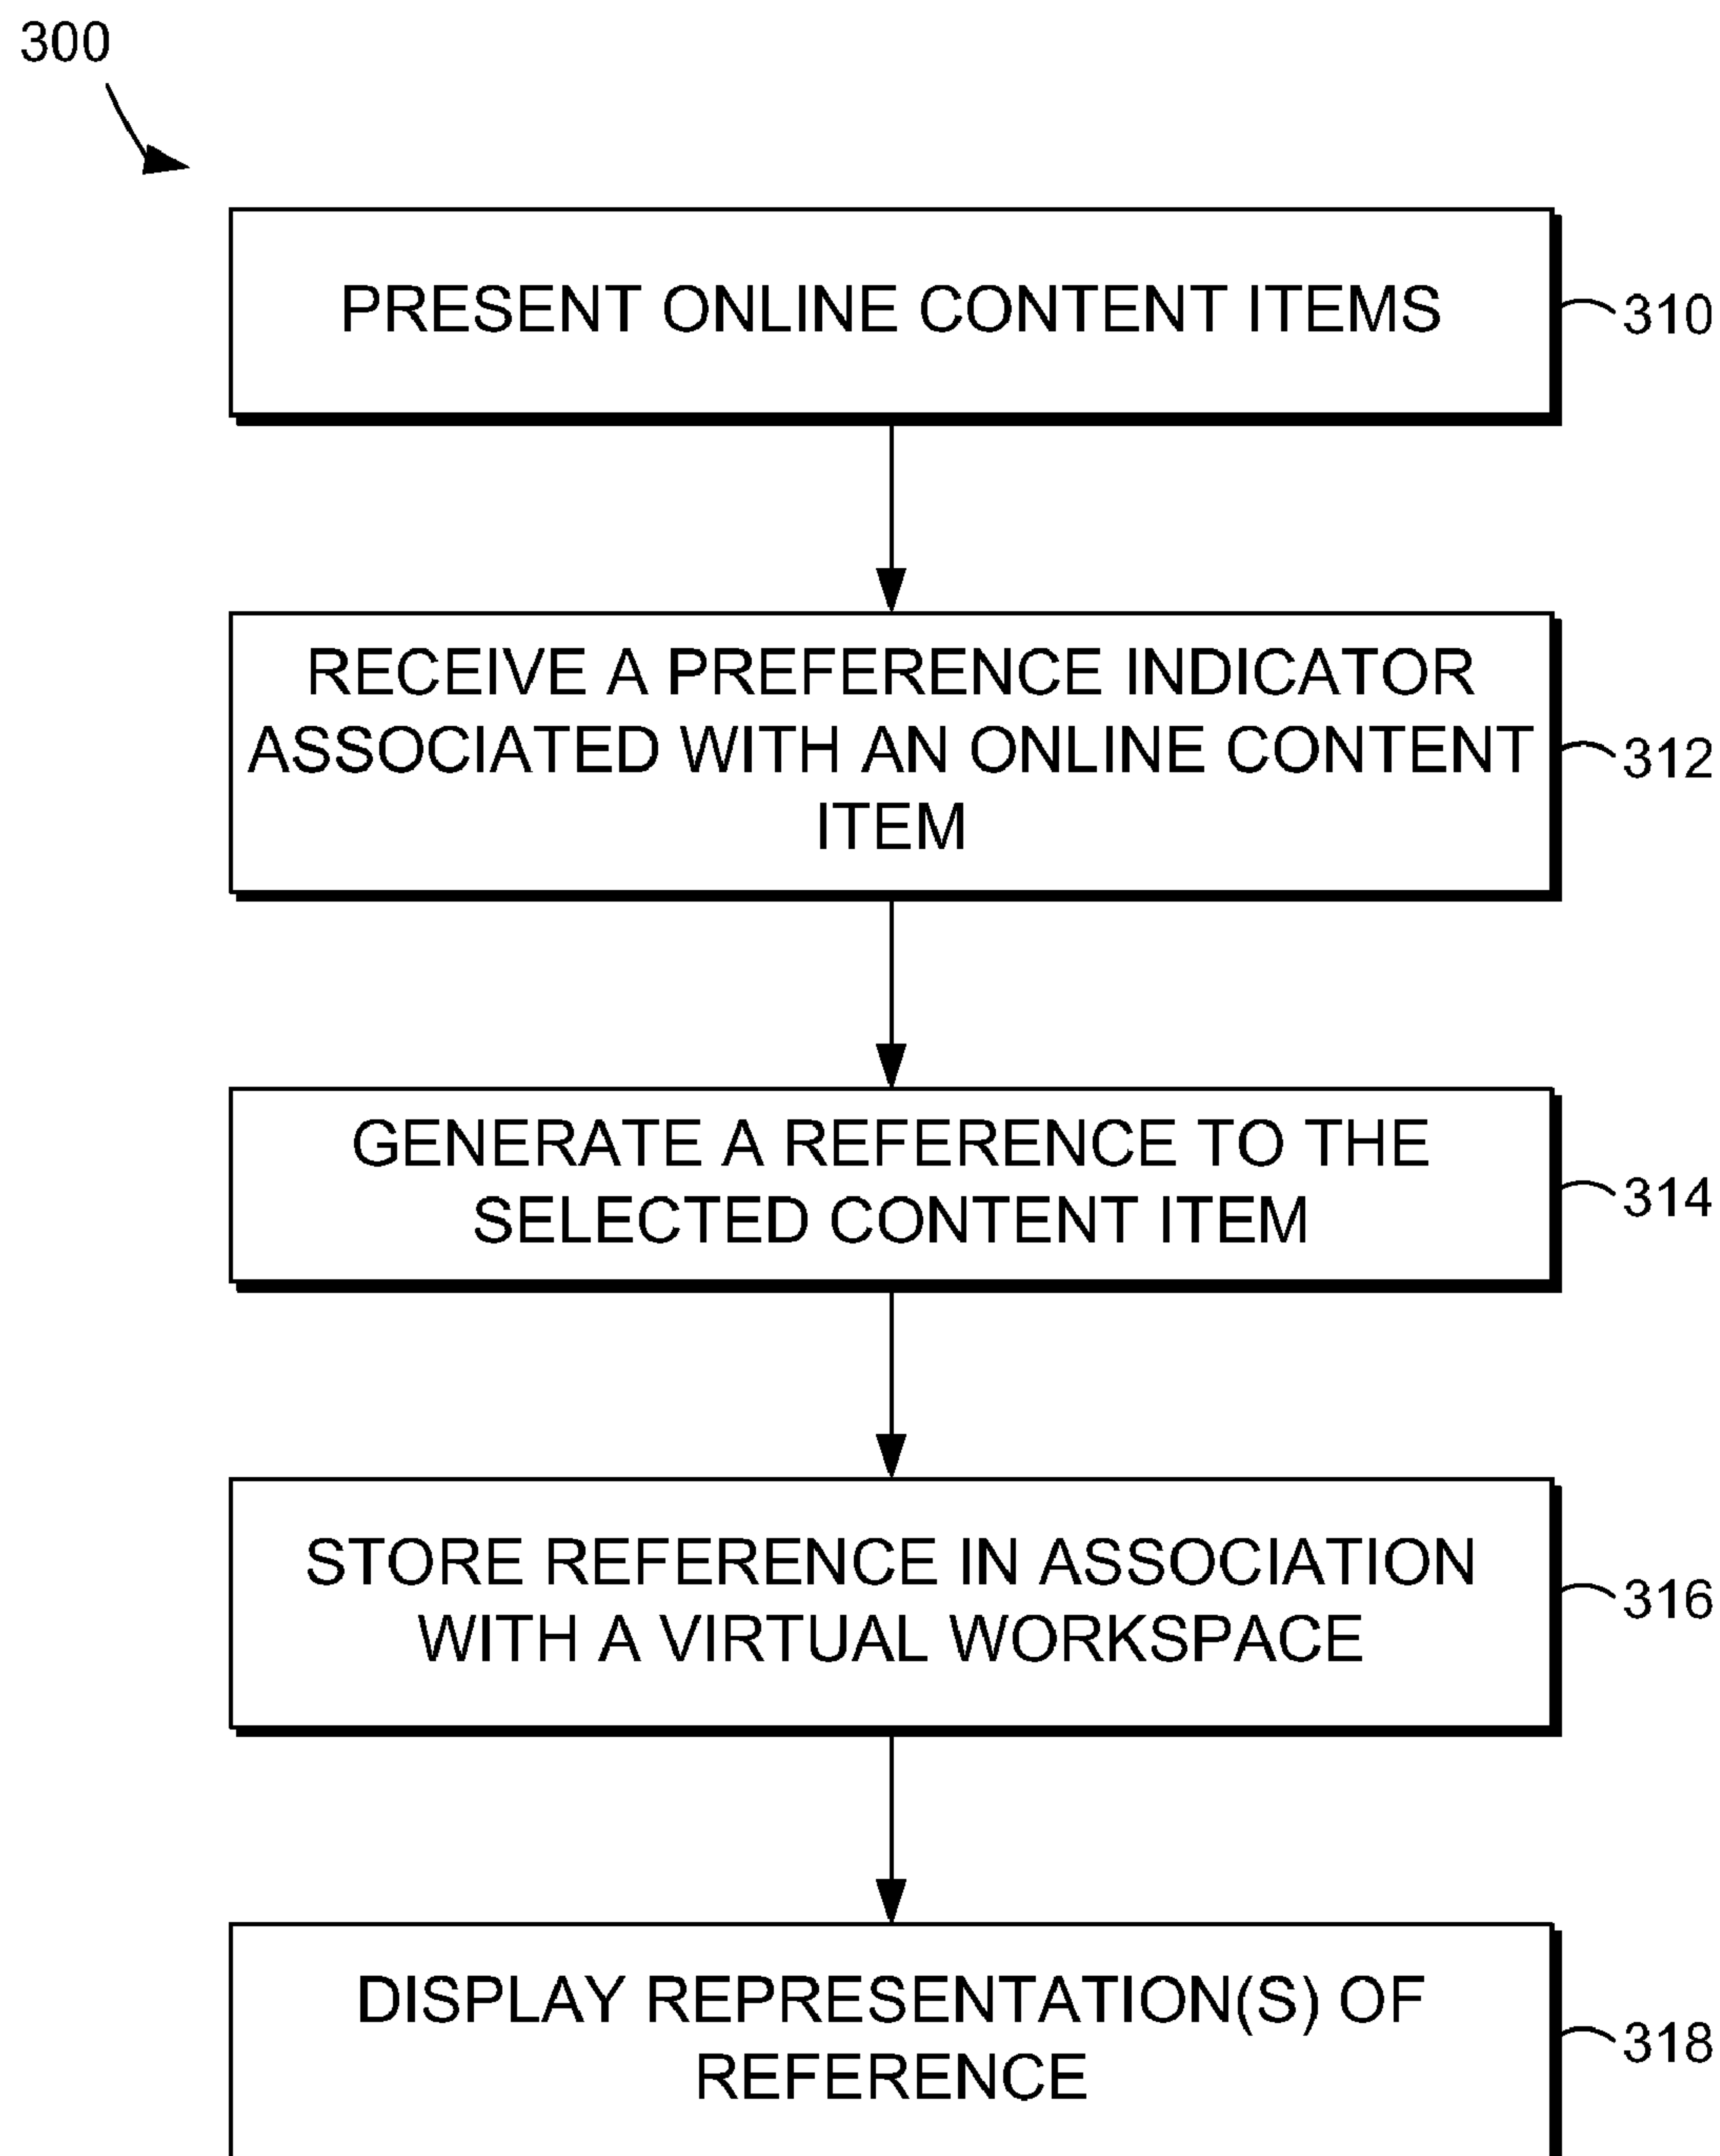 300
PRESENT ONLINE CONTENT ITEMS
310
RECEIVE A PREFERENCE INDICATOR
ASSOCIATED WITH AN ONLINE CONTENT
ITEM
312
GENERATE A REFERENCE TO THE
SELECTED CONTENT ITEM
314
STORE REFERENCE IN ASSOCIATION
WITH A VIRTUAL WORKSPACE
316
DISPLAY REPRESENTATION(S) OF
REFERENCE
318